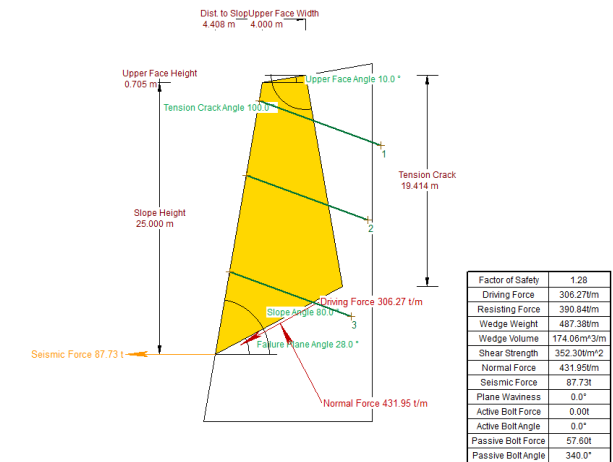 Dist. to SlopUpper Face Width
4.408 m 4.000 m
Upper Face Height
0.705 m
Upper Face Angle 10.0 °
Tension Crack Angle 100.0
1
Tension Crack
19.414 m
Slope Height
25.000 m
2
Driving Force 306.27 t/m
Slope Angle 80.0
3
Failure Plane Angle 28.0 °
Seismic Force 87.73 t
Normal Force 431.95 t/m
Factor of Safety 1.28
Driving Force 306.27t/m
Resisting Force 390.84t/m
Wedge Weight 487.38t/m
Wedge Volume 174.06m^3/m
Shear Strength 352.30t/m^2
Normal Force 431.95t/m
Seismic Force 87.73t
Plane Waviness 0.0°
Active Bolt Force 0.00t
Active Bolt Angle 0.0°
Passive Bolt Force 57.60t
Passive Bolt Angle 340.0°